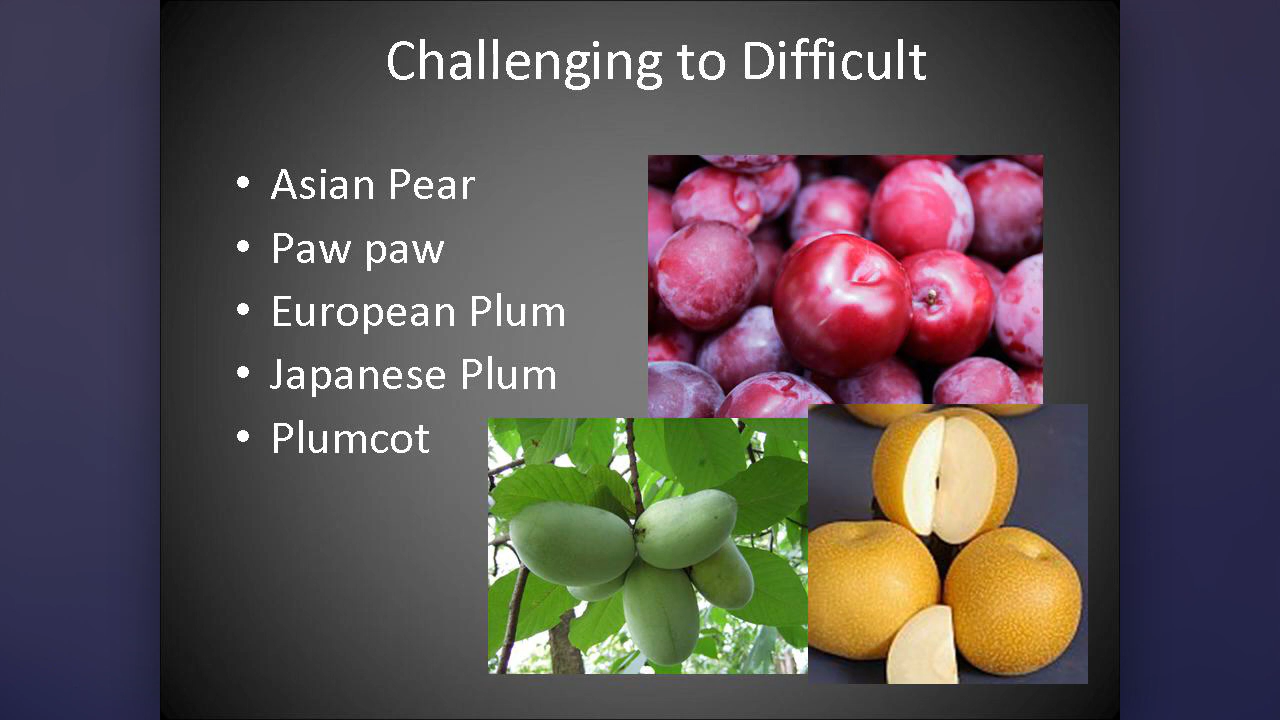 Challenging to Difficult
• Asian Pear
• Paw paw
• European Plum
• Japanese Plum
• Plumcot